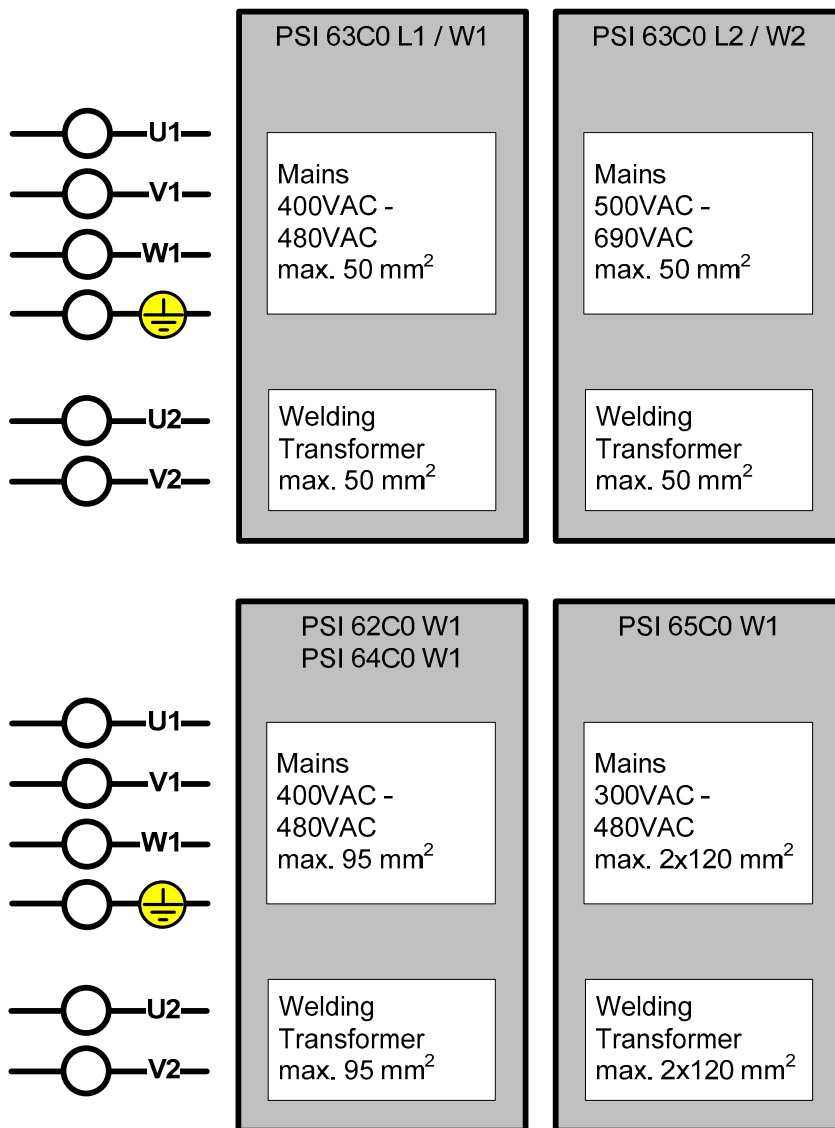 PSI 63C0 L1 / W1
PSI 63C0 L2 / W2
U1
V1
W1
U2
V2
Mains
400VAC -
480VAC
max. 50 mm²
Mains
500VAC -
690VAC
max. 50 mm²
Welding
Transformer
max. 50 mm²
Welding
Transformer
max. 50 mm²
PSI 62C0 W1
PSI 64C0 W1
PSI 65C0 W1
U1
V1
W1
U2
V2
Mains
400VAC -
480VAC
max. 95 mm²
Mains
300VAC -
480VAC
max. 2x120 mm²
Welding
Transformer
max. 95 mm²
Welding
Transformer
max. 2x120 mm²